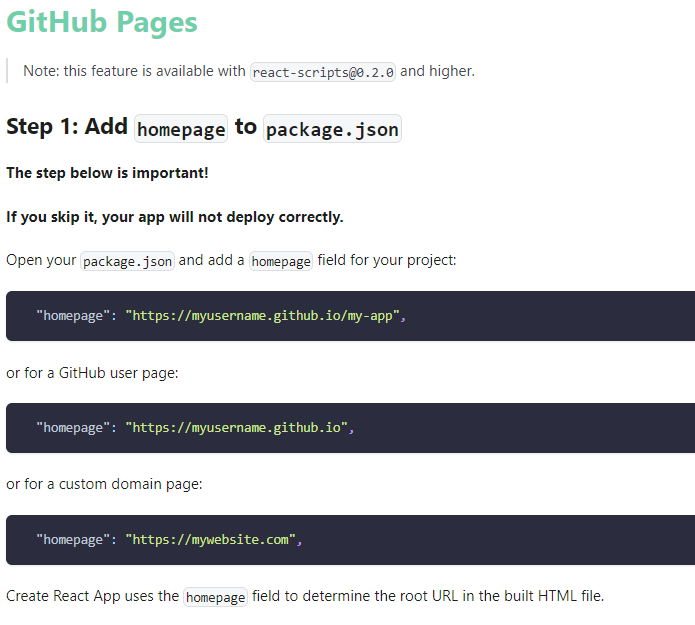 GitHub Pages
Note: this feature is available with react-scripts@0.2.0 and higher.
Step 1: Add homepage to package.json
The step below is important!
If you skip it, your app will not deploy correctly.
Open your package.json and add a homepage field for your project:
"homepage": "https://myusername.github.io/my-app",
or for a GitHub user page:
"homepage": "https://myusername.github.io",
or for a custom domain page:
"homepage": "https://mywebsite.com",
Create React App uses the homepage field to determine the root URL in the built HTML file.